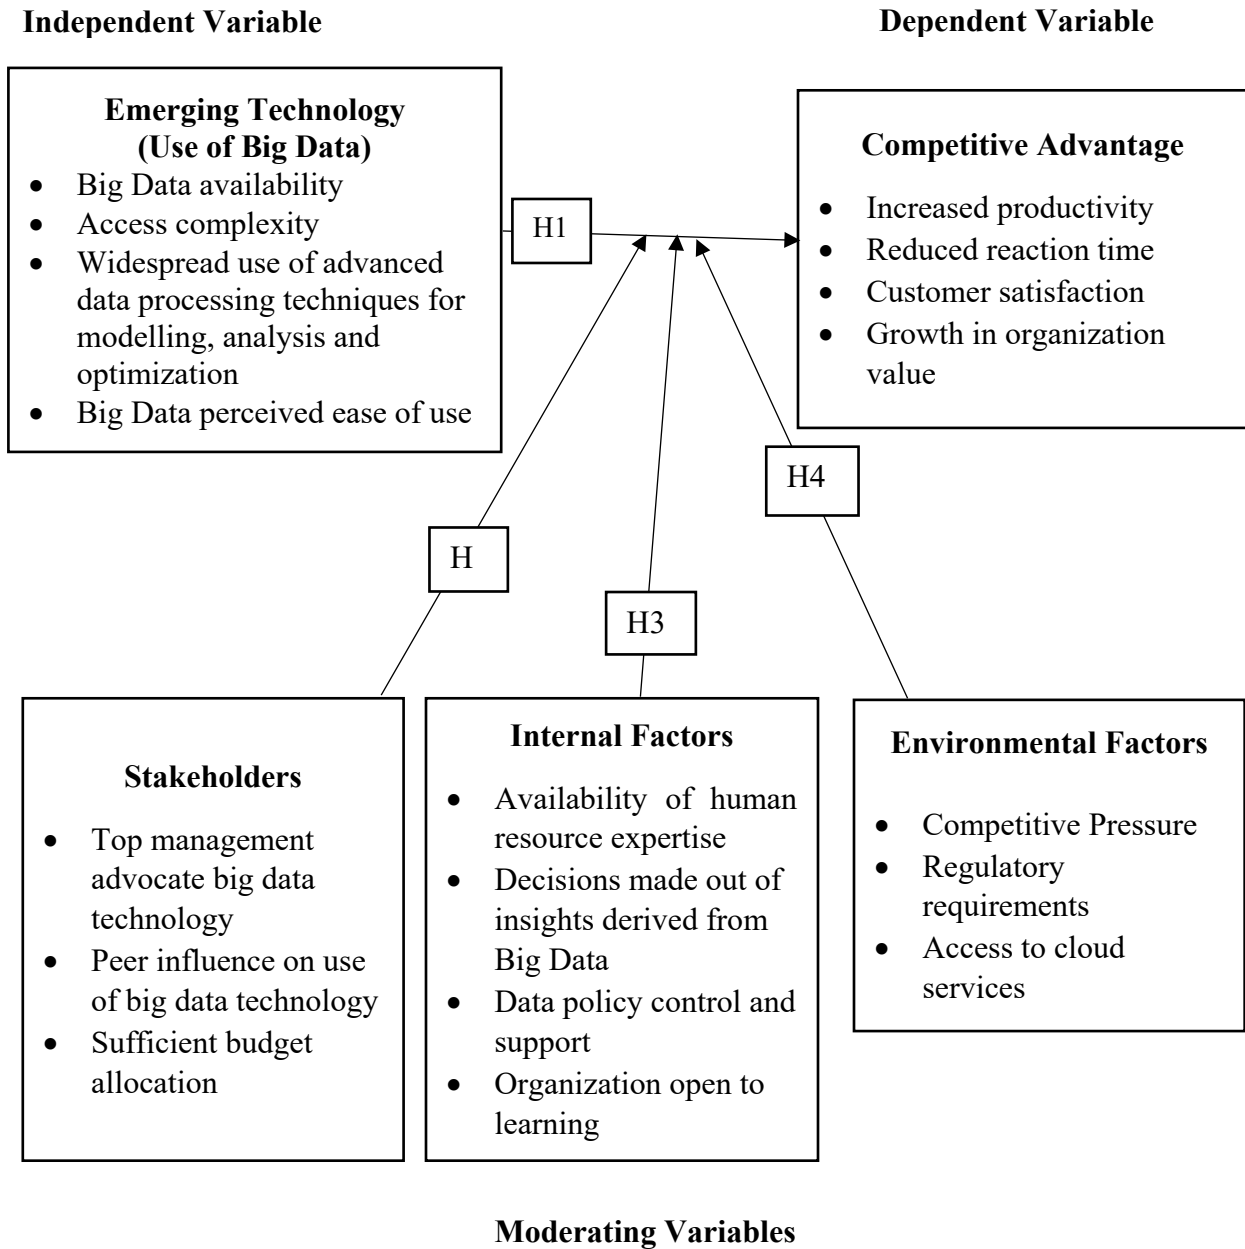 Independent Variable
Dependent Variable
Emerging Technology
(Use of Big Data)
• Big Data availability
• Access complexity
• Widespread use of advanced
data processing techniques for
modelling, analysis and
optimization
• Big Data perceived ease of use
H1
Competitive Advantage
• Increased productivity
• Reduced reaction time
• Customer satisfaction
• Growth in organization
value
H4
H
H3
Stakeholders
• Top management
advocate big data
technology
• Peer influence on use
of big data technology
• Sufficient budget
allocation
Internal Factors
• Availability of human
resource expertise
• Decisions made out of
insights derived from
Big Data
• Data policy control and
support
• Organization open to
learning
Environmental Factors
• Competitive Pressure
• Regulatory
requirements
• Access to cloud
services
Moderating Variables